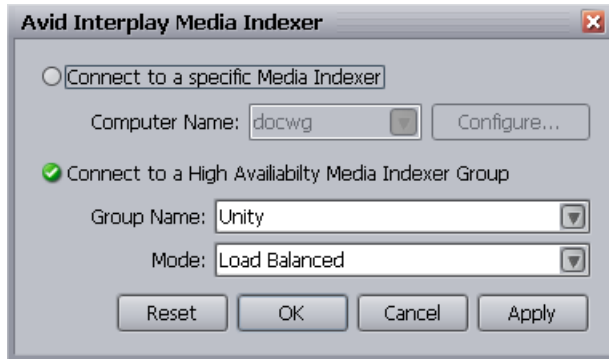 Avid Interplay Media Indexer
Connect to a specific Media Indexer
Computer Name: docwg Configure...
Connect to a High Availiabilty Media Indexer Group
Group Name: Unity
Mode: Load Balanced
Reset OK Cancel Apply